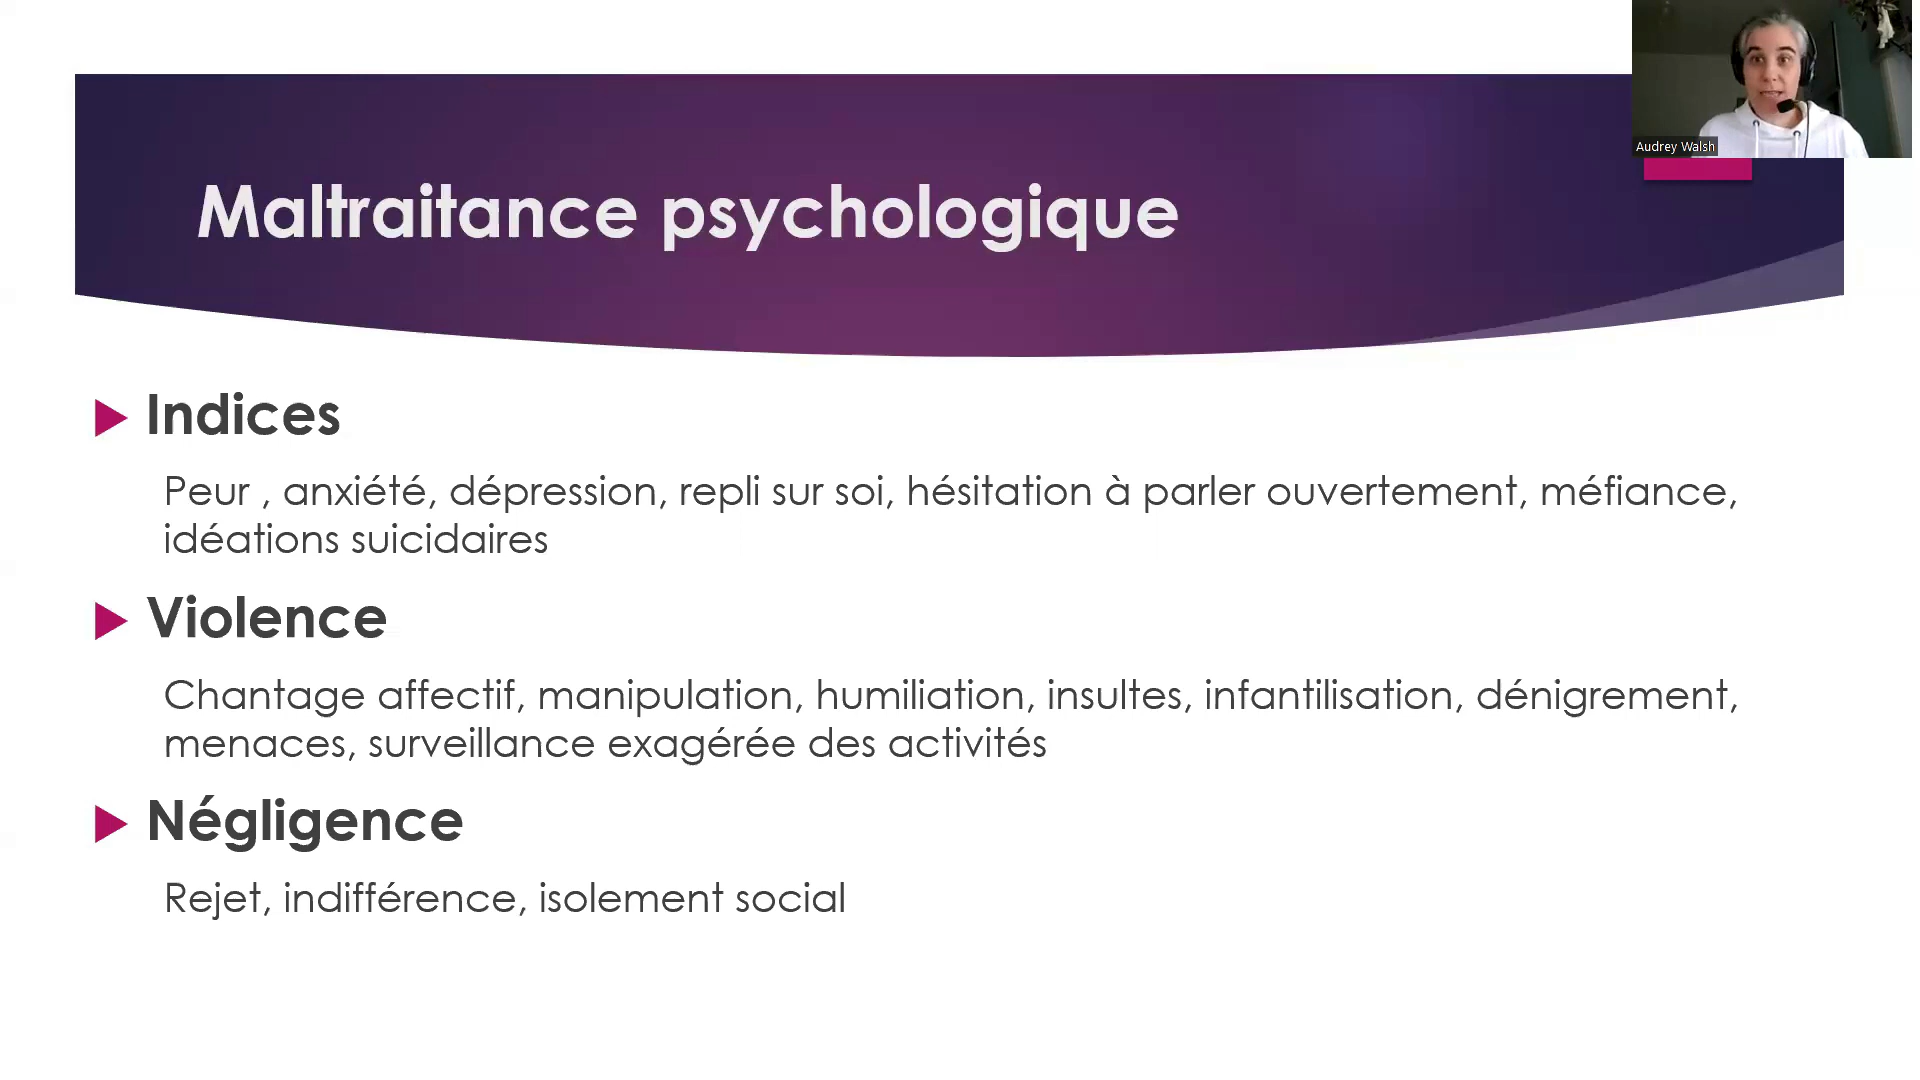 Audrey Walsh
Maltraitance psychologique
Indices
Peur , anxiété, dépression, repli sur soi, hésitation à parler ouvertement, méfiance,
idéations suicidaires
Violence
Chantage affectif, manipulation, humiliation, insultes, infantilisation, dénigrement,
menaces, surveillance exagérée des activités
Négligence
Rejet, indifférence, isolement social